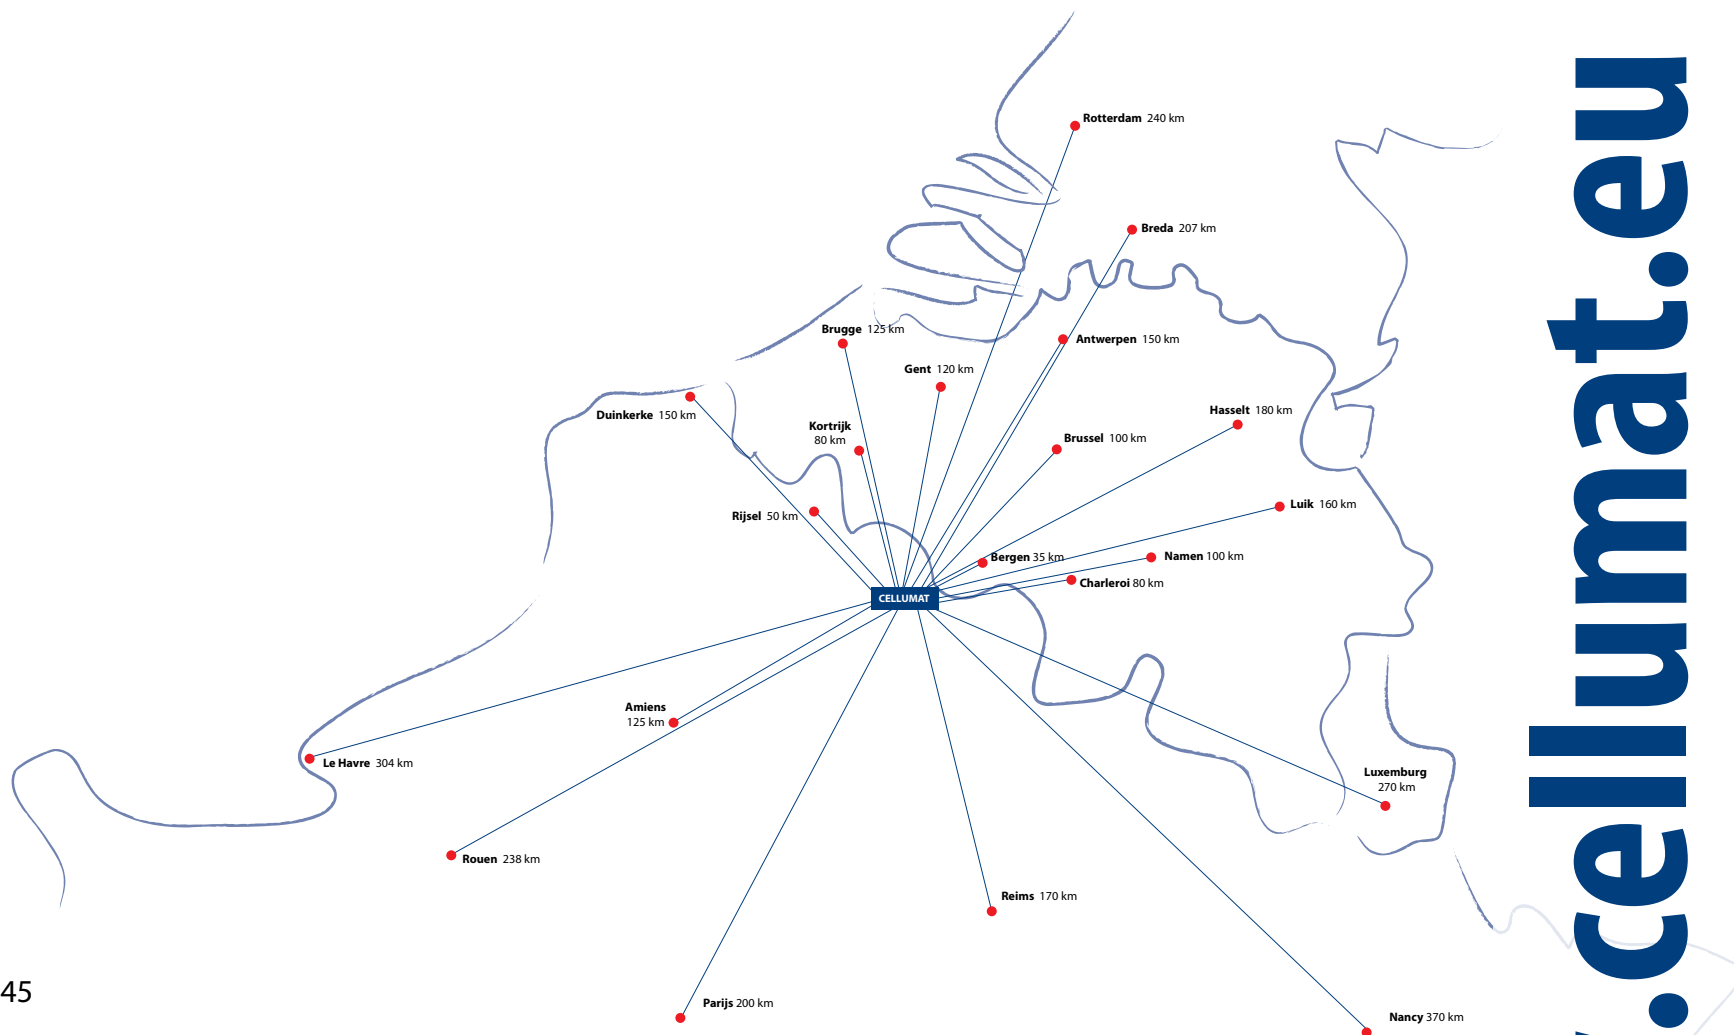 Rotterdam 240 km
Breda 207 km
Brugge 125 km
Antwerpen 150 km
Gent 120 km
Duinkerke 150 km
Hasselt 180 km
Kortrijk
80 km
Brussel 100 km
Rijsel 50 km
Luik 160 km
Bergen 35 km
Namen 100 km
Charleroi 80 km
CELLUMAT
Amiens
125 km
Le Havre 304 km
Luxemburg
270 km
Rouen 238 km
Reims 170 km
Parijs 200 km
Nancy 370 km
45
.cellumat.eu